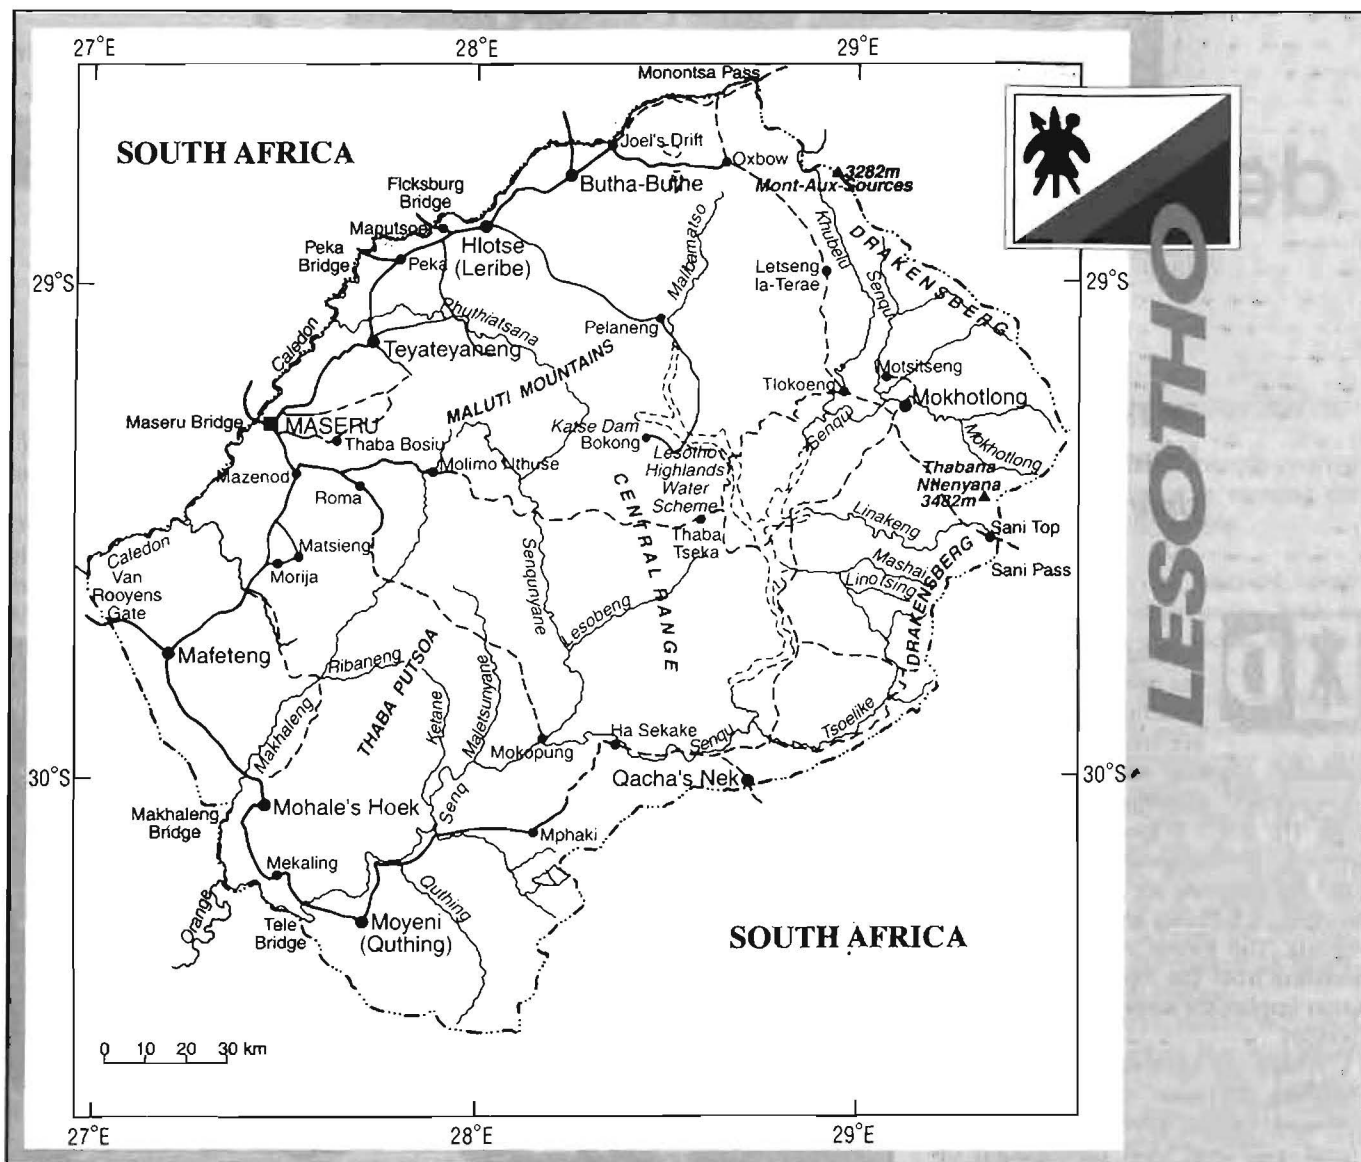 27°E
28°E
29°E
Monontsa Pass
SOUTH AFRICA
Joel's Drift
Oxbow
3282m
Mont-Aux-Sources
Butha-Buthe
Ficksburg
Bridge
Maputsoe
Peka
Bridge
Peka
Hlotse
(Leribe)
Malibamatso
Khubelu
Senqu
DRAKENSBERG
Letseng
la-Terae
29°S
29°S
LESOTHO
Caledon
Phuthiatsana
Pelaneng
Teyateyaneng
MALUTI MOUNTAINS
Motsitseng
Tlokoeng
Mokhotlong
Maseru Bridge
MASERU
Thaba Bosiu
Katse Dam
Bokong
Senqu
Mokhotlong
Lesotho
Highlands
Water
Scheme
Mazenod
Roma
Molimo Nthuse
Thabana
Ntlenyana
3482m
CENTRAL RANGE
Thaba
Tseka
Linakeng
Sani Top
Sani Pass
Caledon
Matsieng
Morija
Van
Rooyens
Gate
Senqunyane
Lesobeng
Mashai
Linotsing
DRAKENSBERG
Mafeteng
Ribaneng
THABA PUTSOA
Makhaleng
Ketane
Maletsunyane
Mokopung
Ha Sekake
Senqu
Tsoelike
30°S
Qacha's Nek
30°S
Makhaleng
Bridge
Mohale's Hoek
Senq
Mphaki
Mekaling
Orange
Tele
Bridge
Moyeni
(Quthing)
Quthing
SOUTH AFRICA
0 10 20 30 km
27°E
28°E
29°E